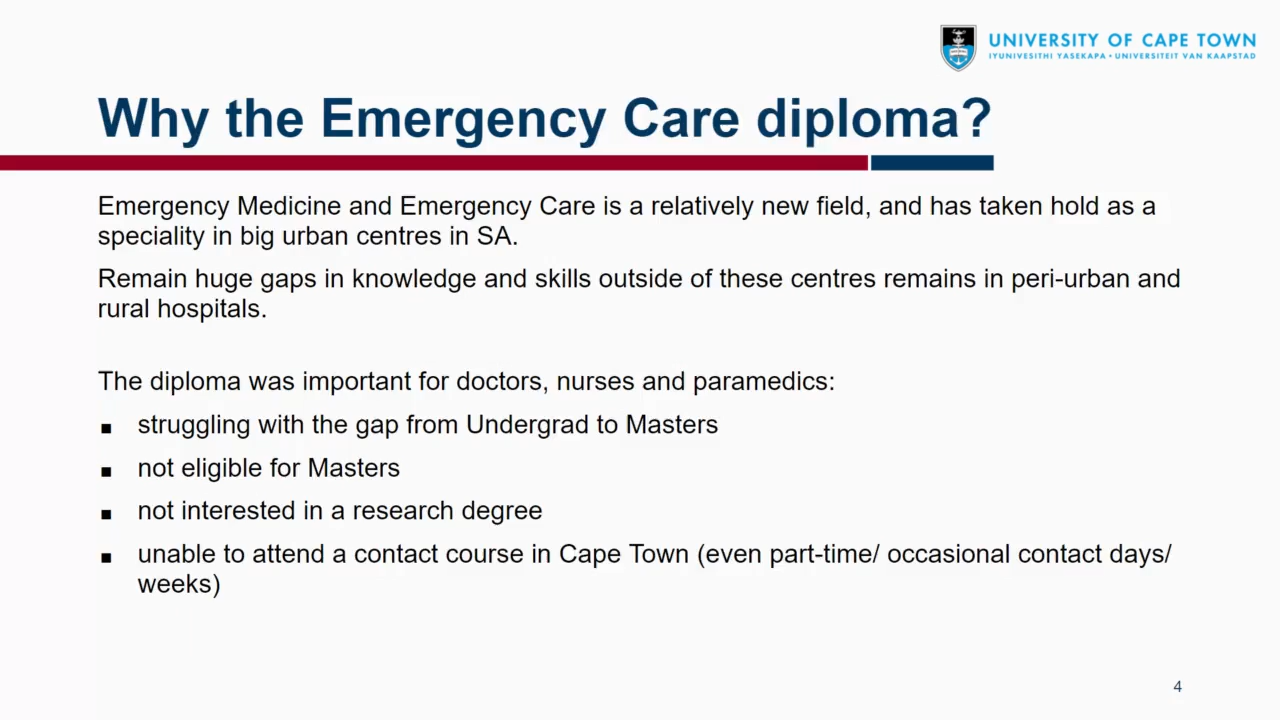 UNIVERSITY OF CAPE TOWN
IYUNIVESITHI YASEKAPA • UNIVERSITEIT VAN KAAPSTAD
Why the Emergency Care diploma?
Emergency Medicine and Emergency Care is a relatively new field, and has taken hold as a
speciality in big urban centres in SA.
Remain huge gaps in knowledge and skills outside of these centres remains in peri-urban and
rural hospitals.
The diploma was important for doctors, nurses and paramedics:
▪ struggling with the gap from Undergrad to Masters
▪ not eligible for Masters
▪ not interested in a research degree
▪ unable to attend a contact course in Cape Town (even part-time/ occasional contact days/
weeks)
4